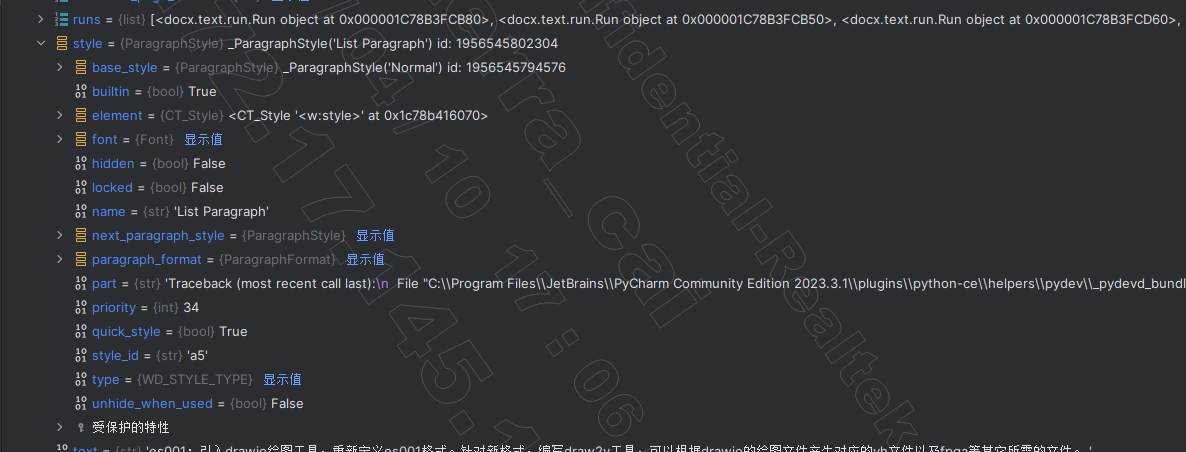 runs = {list} [<docx.text.run.Run object at 0x000001C78B3FCB80>, <docx.text.run.Run object at 0x000001C78B3FCB50>, <docx.text.run.Run object at 0x000001C78B3FCD60>,
style = {ParagraphStyle} _ParagraphStyle('List Paragraph') id: 1956545802304
base_style = {ParagraphStyle} _ParagraphStyle('Normal') id: 1956545794576
builtin = {bool} True
element = {CT_Style} <CT_Style '<w:style>' at 0x1c78b416070>
font = {Font} 显示值
hidden = {bool} False
locked = {bool} False
name = {str} 'List Paragraph'
next_paragraph_style = {ParagraphStyle} 显示值
paragraph_format = {ParagraphFormat} 显示值
part = {str} 'Traceback (most recent call last):\n File "C:\\Program Files\\JetBrains\\PyCharm Community Edition 2023.3.1\\plugins\\python-ce\\helpers\\pydev\\_pydevd_bundl
priority = {int} 34
quick_style = {bool} True
style_id = {str} 'a5'
type = {WD_STYLE_TYPE} 显示值
unhide_when_used = {bool} False
受保护的特性
text = {str} 'es001：引入drawio绘图工具，重新定义es001格式。针对新格式，编写draw2v工具，可以根据drawio的绘图文件产生对应的vh文件以及fpga等其它所需的文件。'